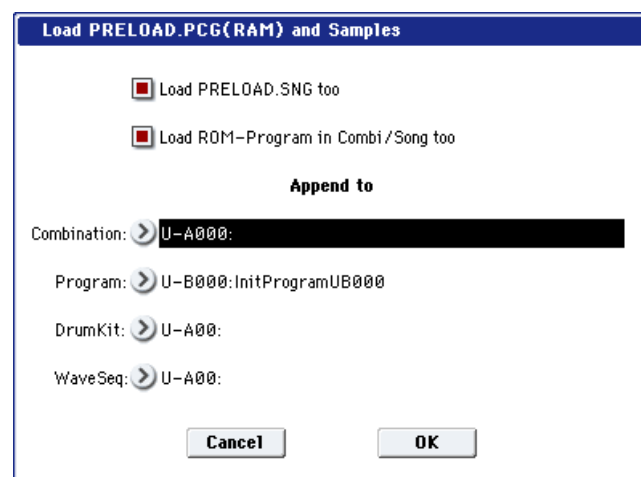 Load PRELOAD.PCG(RAM) and Samples
Load PRELOAD.SNG too
Load ROM-Program in Combi/Song too
Append to
Combination: U-A000:
Program: U-B000:InitProgramUB000
DrumKit: U-A00:
WaveSeq: U-A00:
Cancel OK